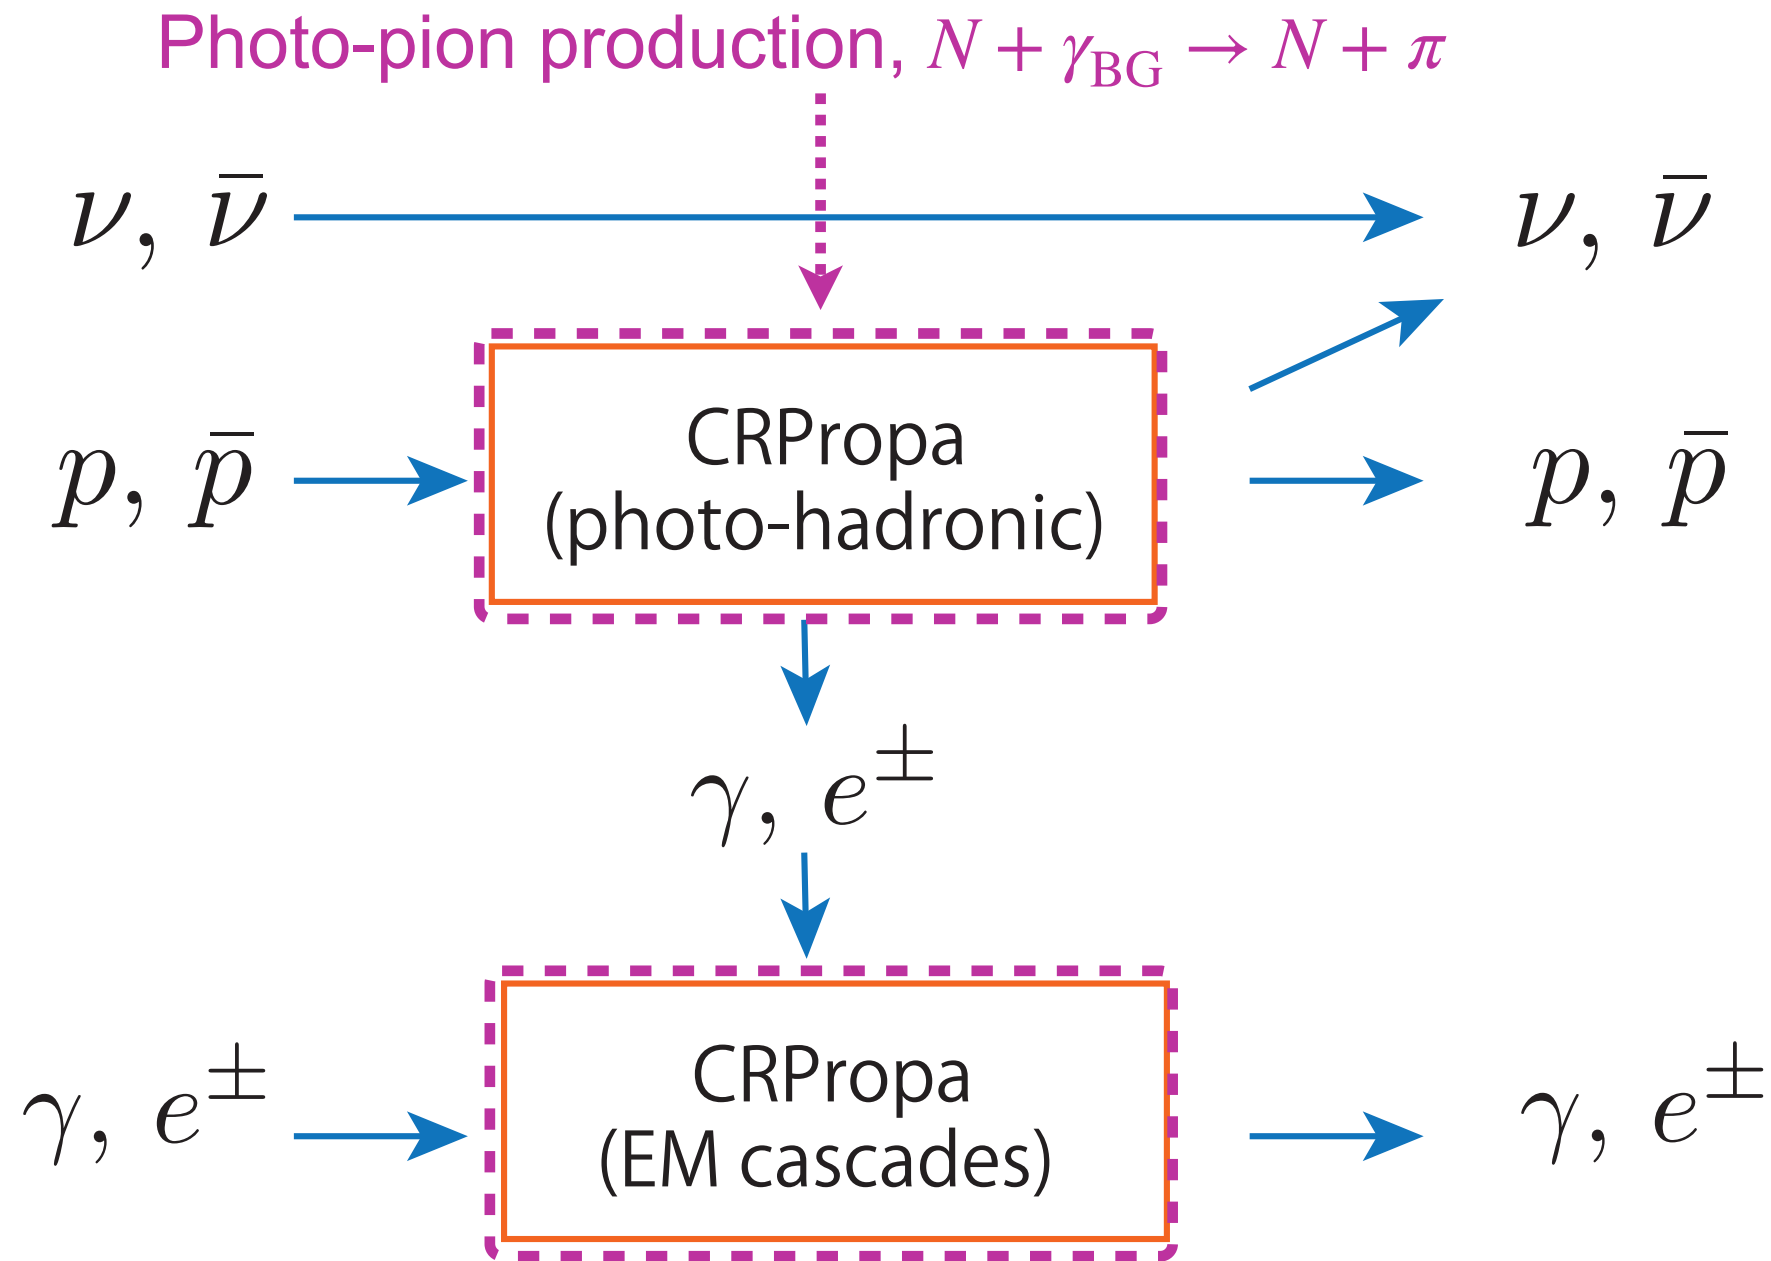 Photo-pion production, N + γ_BG → N + π
ν, ν̅
ν, ν̅
p, p̅
CRPropa
(photo-hadronic)
p, p̅
γ, e^±
γ, e^±
CRPropa
(EM cascades)
γ, e^±